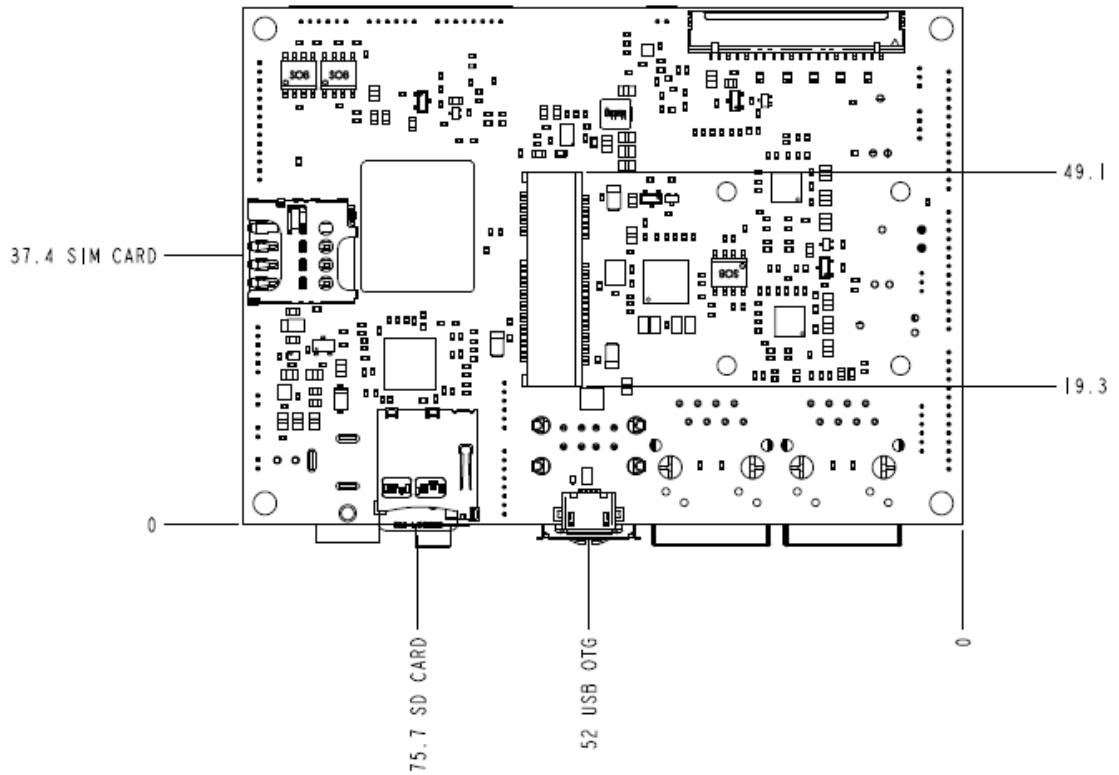 SOB
SOB
49.1
37.4 SIM CARD
SOB
19.3
0
75.7 SD CARD
52 USB OTG
0